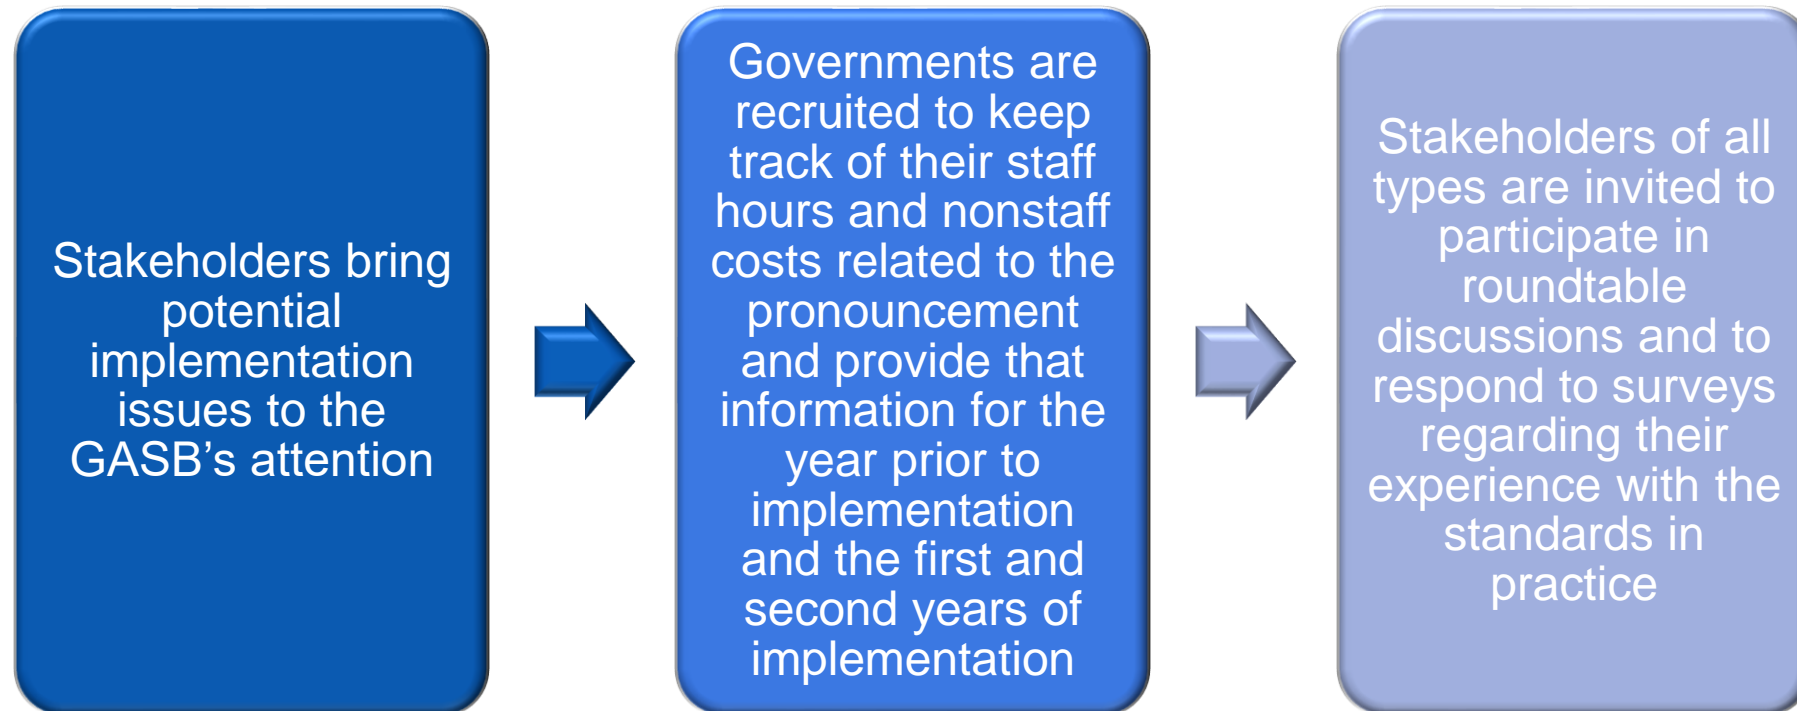 Stakeholders bring
potential
implementation
issues to the
GASB’s attention
Governments are
recruited to keep
track of their staff
hours and nonstaff
costs related to the
pronouncement
and provide that
information for the
year prior to
implementation
and the first and
second years of
implementation
Stakeholders of all
types are invited to
participate in
roundtable
discussions and to
respond to surveys
regarding their
experience with the
standards in
practice